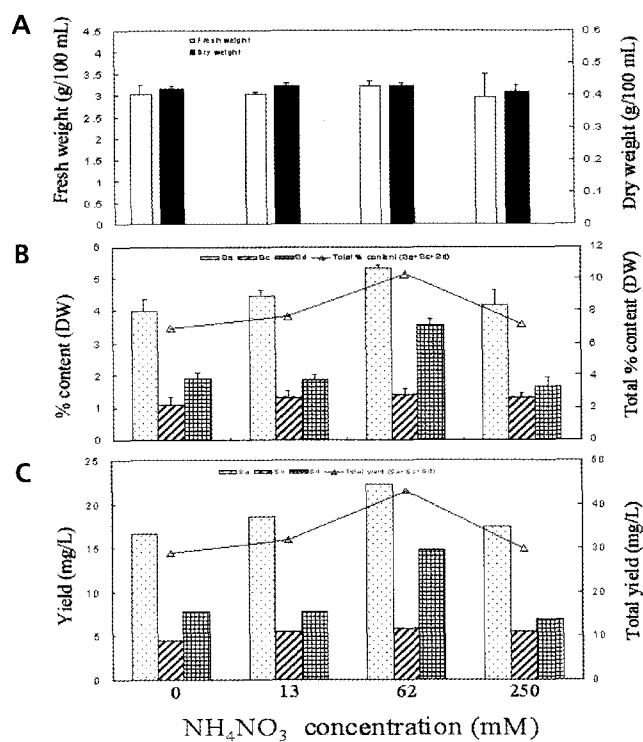 A
Fresh weight (g/100 mL)
4.5
4
3.5
3
2.5
2
1.5
1
0.5
0
Fresh weight
Dry weight
0.6
0.5
0.4
0.3
0.2
0.1
0
Dry weight (g/100 mL)
B
% content (DW)
6
5
4
3
2
1
0
Sa Sc Sd Total % content (Sa+Sc+Sd)
12
10
8
6
4
2
0
Total % content (DW)
C
Yield (mg/L)
25
20
15
10
5
0
Sa Sc Sd Total yield (Sa+Sc+Sd)
50
40
30
20
10
0
Total yield (mg/L)
0 13 62 250
NH₄NO₃ concentration (mM)